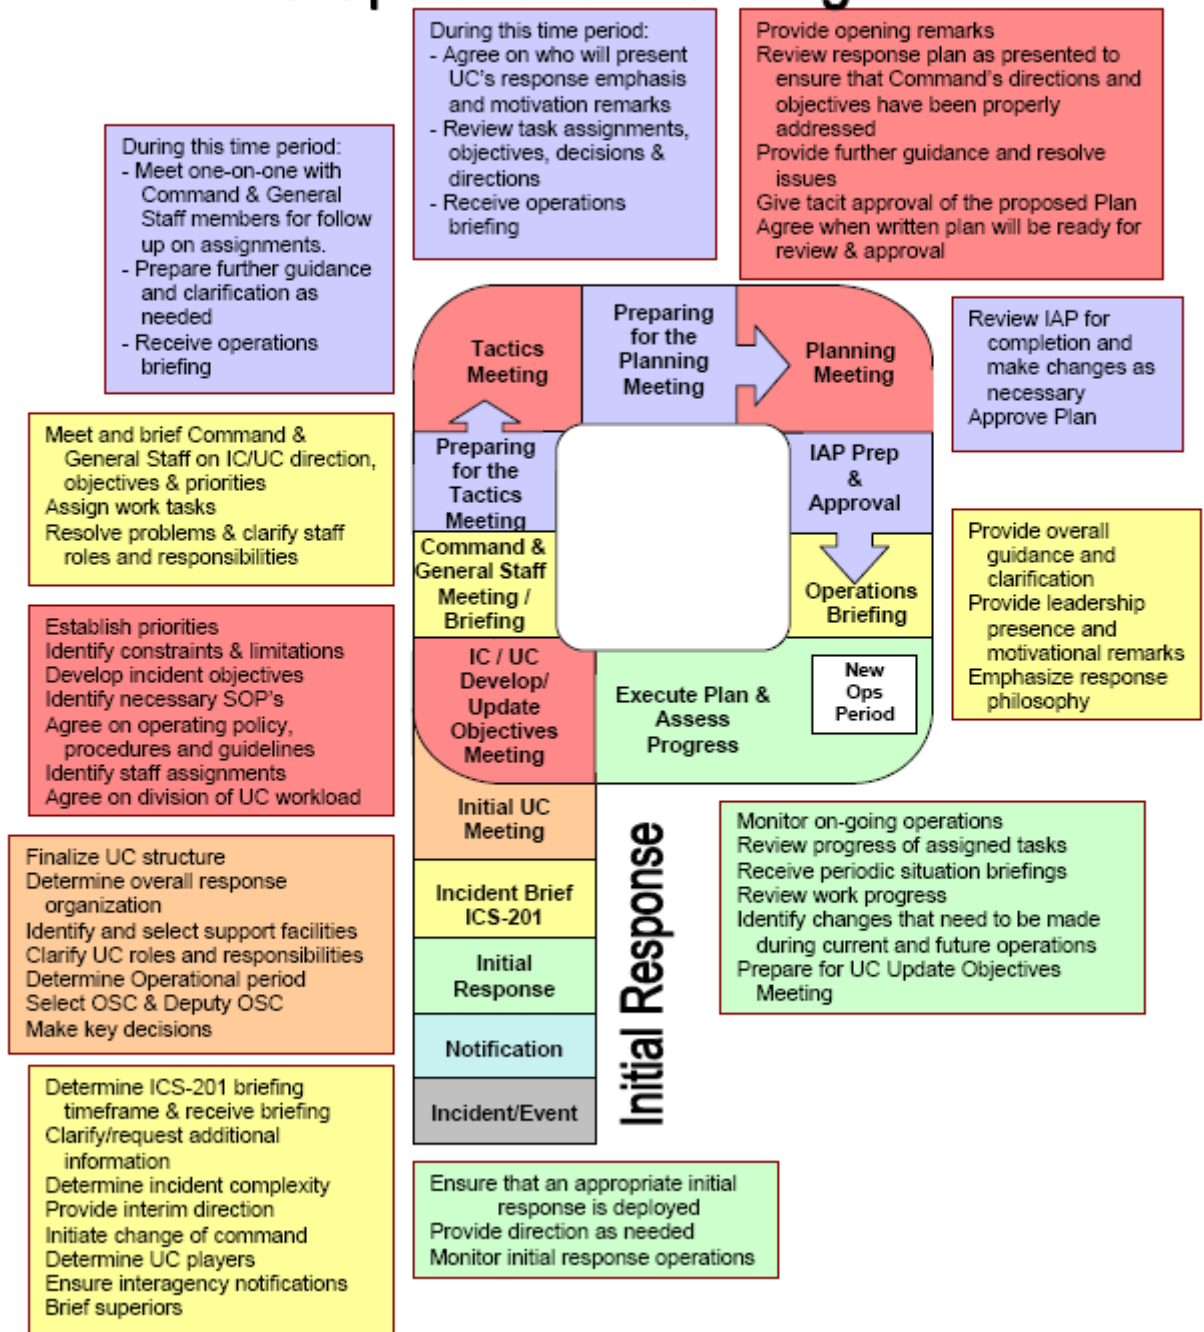 During this time period:
- Agree on who will present
UC's response emphasis
and motivation remarks
- Review task assignments,
objectives, decisions &
directions
- Receive operations
briefing
Provide opening remarks
Review response plan as presented to
ensure that Command's directions and
objectives have been properly
addressed
Provide further guidance and resolve
issues
Give tacit approval of the proposed Plan
Agree when written plan will be ready for
review & approval
During this time period:
- Meet one-on-one with
Command & General
Staff members for follow
up on assignments.
- Prepare further guidance
and clarification as
needed
- Receive operations
briefing
Tactics
Meeting
Preparing
for the
Planning
Meeting
Planning
Meeting
Review IAP for
completion and
make changes as
necessary
Approve Plan
Meet and brief Command &
General Staff on IC/UC direction,
objectives & priorities
Assign work tasks
Resolve problems & clarify staff
roles and responsibilities
Preparing
for the
Tactics
Meeting
IAP Prep
&
Approval
Command &
General Staff
Meeting /
Briefing
Operations
Briefing
Provide overall
guidance and
clarification
Provide leadership
presence and
motivational remarks
Emphasize response
philosophy
Establish priorities
Identify constraints & limitations
Develop incident objectives
Identify necessary SOP's
Agree on operating policy,
procedures and guidelines
Identify staff assignments
Agree on division of UC workload
IC / UC
Develop/
Update
Objectives
Meeting
Execute Plan &
Assess
Progress
New
Ops
Period
Initial UC
Meeting
Finalize UC structure
Determine overall response
organization
Identify and select support facilities
Clarify UC roles and responsibilities
Determine Operational period
Select OSC & Deputy OSC
Make key decisions
Incident Brief
ICS-201
Initial
Response
Notification
Incident/Event
Initial Response
Monitor on-going operations
Review progress of assigned tasks
Receive periodic situation briefings
Review work progress
Identify changes that need to be made
during current and future operations
Prepare for UC Update Objectives
Meeting
Determine ICS-201 briefing
timeframe & receive briefing
Clarify/request additional
information
Determine incident complexity
Provide interim direction
Initiate change of command
Determine UC players
Ensure interagency notifications
Brief superiors
Ensure that an appropriate initial
response is deployed
Provide direction as needed
Monitor initial response operations